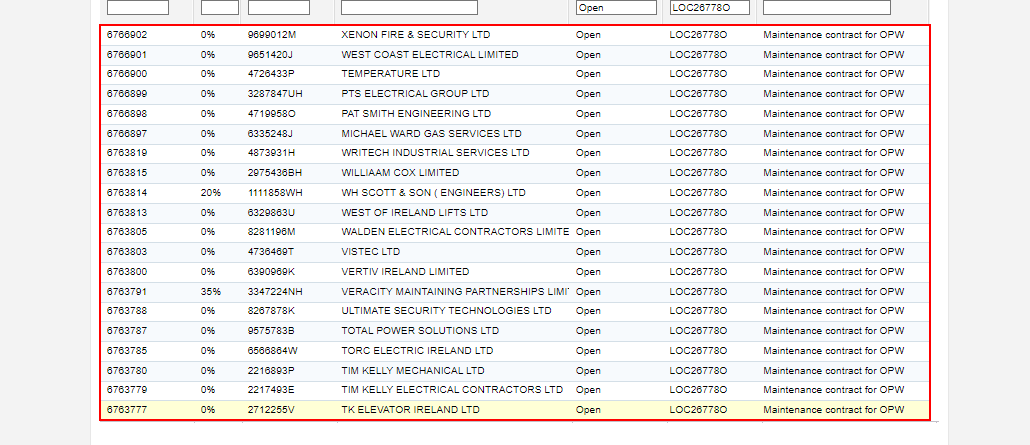 Open LOC26778O
6766902 0% 9699012M XENON FIRE & SECURITY LTD Open LOC26778O Maintenance contract for OPW
6766901 0% 9651420J WEST COAST ELECTRICAL LIMITED Open LOC26778O Maintenance contract for OPW
6766900 0% 4726433P TEMPERATURE LTD Open LOC26778O Maintenance contract for OPW
6766899 0% 3287847UH PTS ELECTRICAL GROUP LTD Open LOC26778O Maintenance contract for OPW
6766898 0% 4719958O PAT SMITH ENGINEERING LTD Open LOC26778O Maintenance contract for OPW
6766897 0% 6335248J MICHAEL WARD GAS SERVICES LTD Open LOC26778O Maintenance contract for OPW
6763819 0% 4873931H WRITECH INDUSTRIAL SERVICES LTD Open LOC26778O Maintenance contract for OPW
6763815 0% 2975436BH WILLIAAM COX LIMITED Open LOC26778O Maintenance contract for OPW
6763814 20% 1111858WH WH SCOTT & SON ( ENGINEERS) LTD Open LOC26778O Maintenance contract for OPW
6763813 0% 6329863U WEST OF IRELAND LIFTS LTD Open LOC26778O Maintenance contract for OPW
6763805 0% 8281196M WALDEN ELECTRICAL CONTRACTORS LIMITE Open LOC26778O Maintenance contract for OPW
6763803 0% 4736469T VISTEC LTD Open LOC26778O Maintenance contract for OPW
6763800 0% 6390969K VERTIV IRELAND LIMITED Open LOC26778O Maintenance contract for OPW
6763791 35% 3347224NH VERACITY MAINTAINING PARTNERSHIPS LIMI Open LOC26778O Maintenance contract for OPW
6763788 0% 8267878K ULTIMATE SECURITY TECHNOLOGIES LTD Open LOC26778O Maintenance contract for OPW
6763787 0% 9575783B TOTAL POWER SOLUTIONS LTD Open LOC26778O Maintenance contract for OPW
6763785 0% 6566864W TORC ELECTRIC IRELAND LTD Open LOC26778O Maintenance contract for OPW
6763780 0% 2216893P TIM KELLY MECHANICAL LTD Open LOC26778O Maintenance contract for OPW
6763779 0% 2217493E TIM KELLY ELECTRICAL CONTRACTORS LTD Open LOC26778O Maintenance contract for OPW
6763777 0% 2712255V TK ELEVATOR IRELAND LTD Open LOC26778O Maintenance contract for OPW